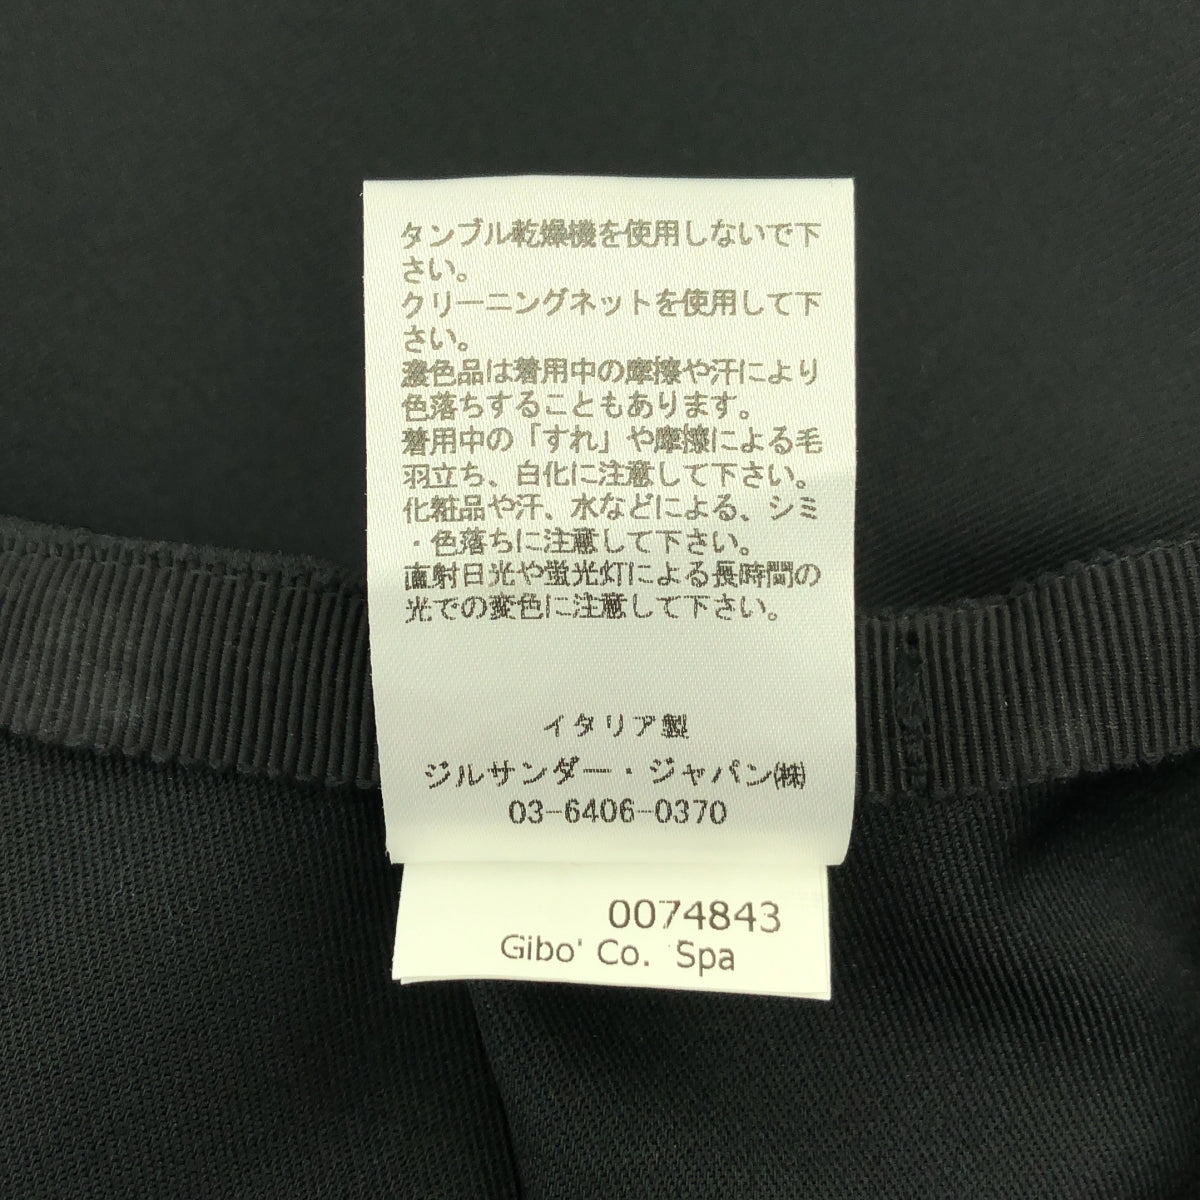 タンブル乾燥機を使用しないで下
さい。
クリーニングネットを使用して下
さい。
濃色品は着用中の摩擦や汗により
色落ちすることもあります。
着用中の「すれ」や摩擦による毛
羽立ち、白化に注意して下さい。
化粧品や汗、水などによる、シミ
・色落ちに注意して下さい。
直射日光や蛍光灯による長時間の
光での変色に注意して下さい。
イタリア製
ジルサンダー・ジャパン㈱
03-6406-0370
0074843
Gibo' Co. Spa